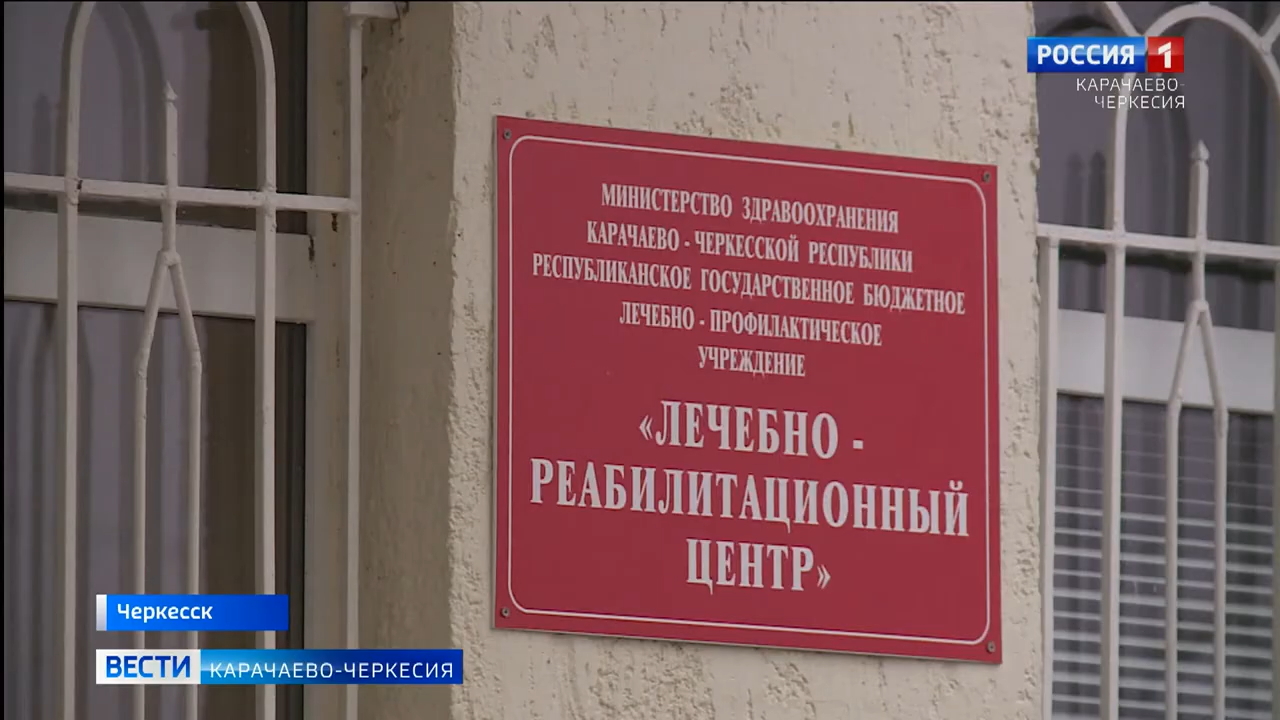 РОССИЯ 1
КАРАЧАЕВО-
ЧЕРКЕСИЯ
МИНИСТЕРСТВО ЗДРАВООХРАНЕНИЯ
КАРАЧАЕВО - ЧЕРКЕССКОЙ РЕСПУБЛИКИ
РЕСПУБЛИКАНСКОЕ ГОСУДАРСТВЕННОЕ БЮДЖЕТНОЕ
ЛЕЧЕБНО - ПРОФИЛАКТИЧЕСКОЕ
УЧРЕЖДЕНИЕ
«ЛЕЧЕБНО -
РЕАБИЛИТАЦИОННЫЙ
ЦЕНТР»
Черкесск
ВЕСТИ КАРАЧАЕВО-ЧЕРКЕСИЯ